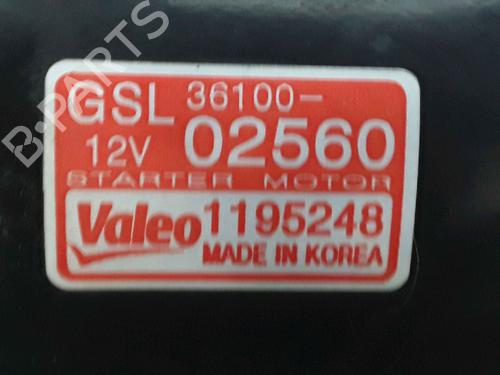 B-PARTS
GSL 36100-
12V 02560
STARTER MOTOR
Valeo 1195248
MADE IN KOREA